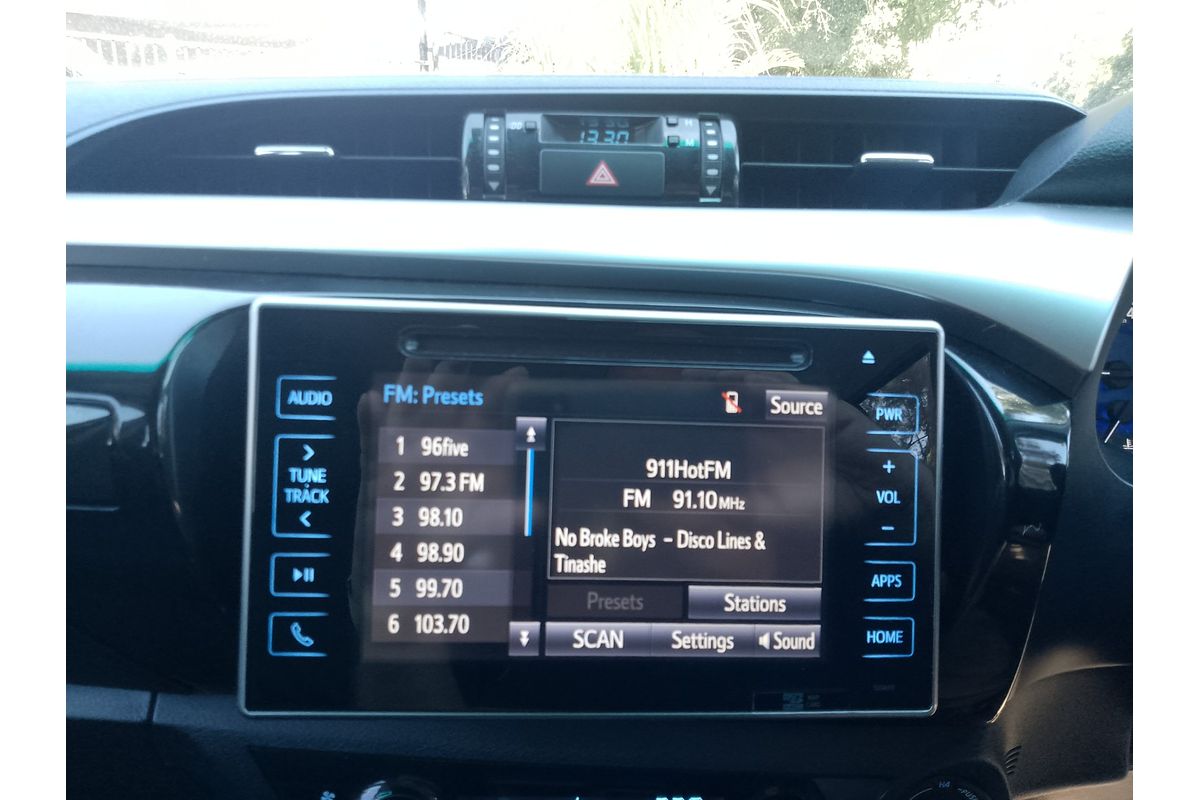 13:30
H
M
AUDIO
TUNE
TRACK
FM: Presets
Source
1 96five
2 97.3 FM
3 98.10
4 98.90
5 99.70
6 103.70
911HotFM
FM 91.10 MHz
No Broke Boys - Disco Lines &
Tinashe
Presets
Stations
SCAN
Settings
Sound
PWR
+
VOL
-
APPS
HOME
H4